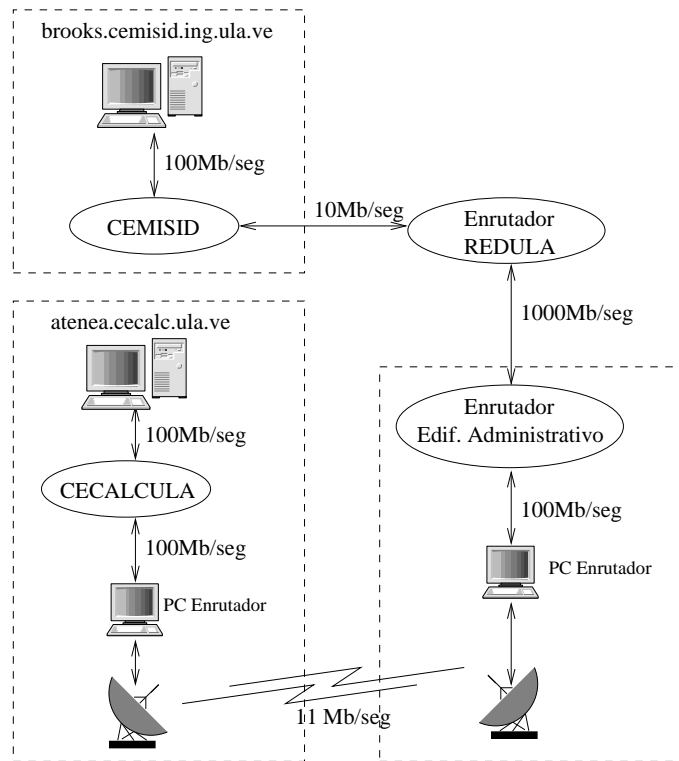 brooks.cemisid.ing.ula.ve
100Mb/seg
CEMISID
10Mb/seg
Enrutador
REDULA
1000Mb/seg
atenea.cecalc.ula.ve
100Mb/seg
CECALCULA
100Mb/seg
PC Enrutador
Enrutador
Edif. Administrativo
100Mb/seg
PC Enrutador
11 Mb/seg